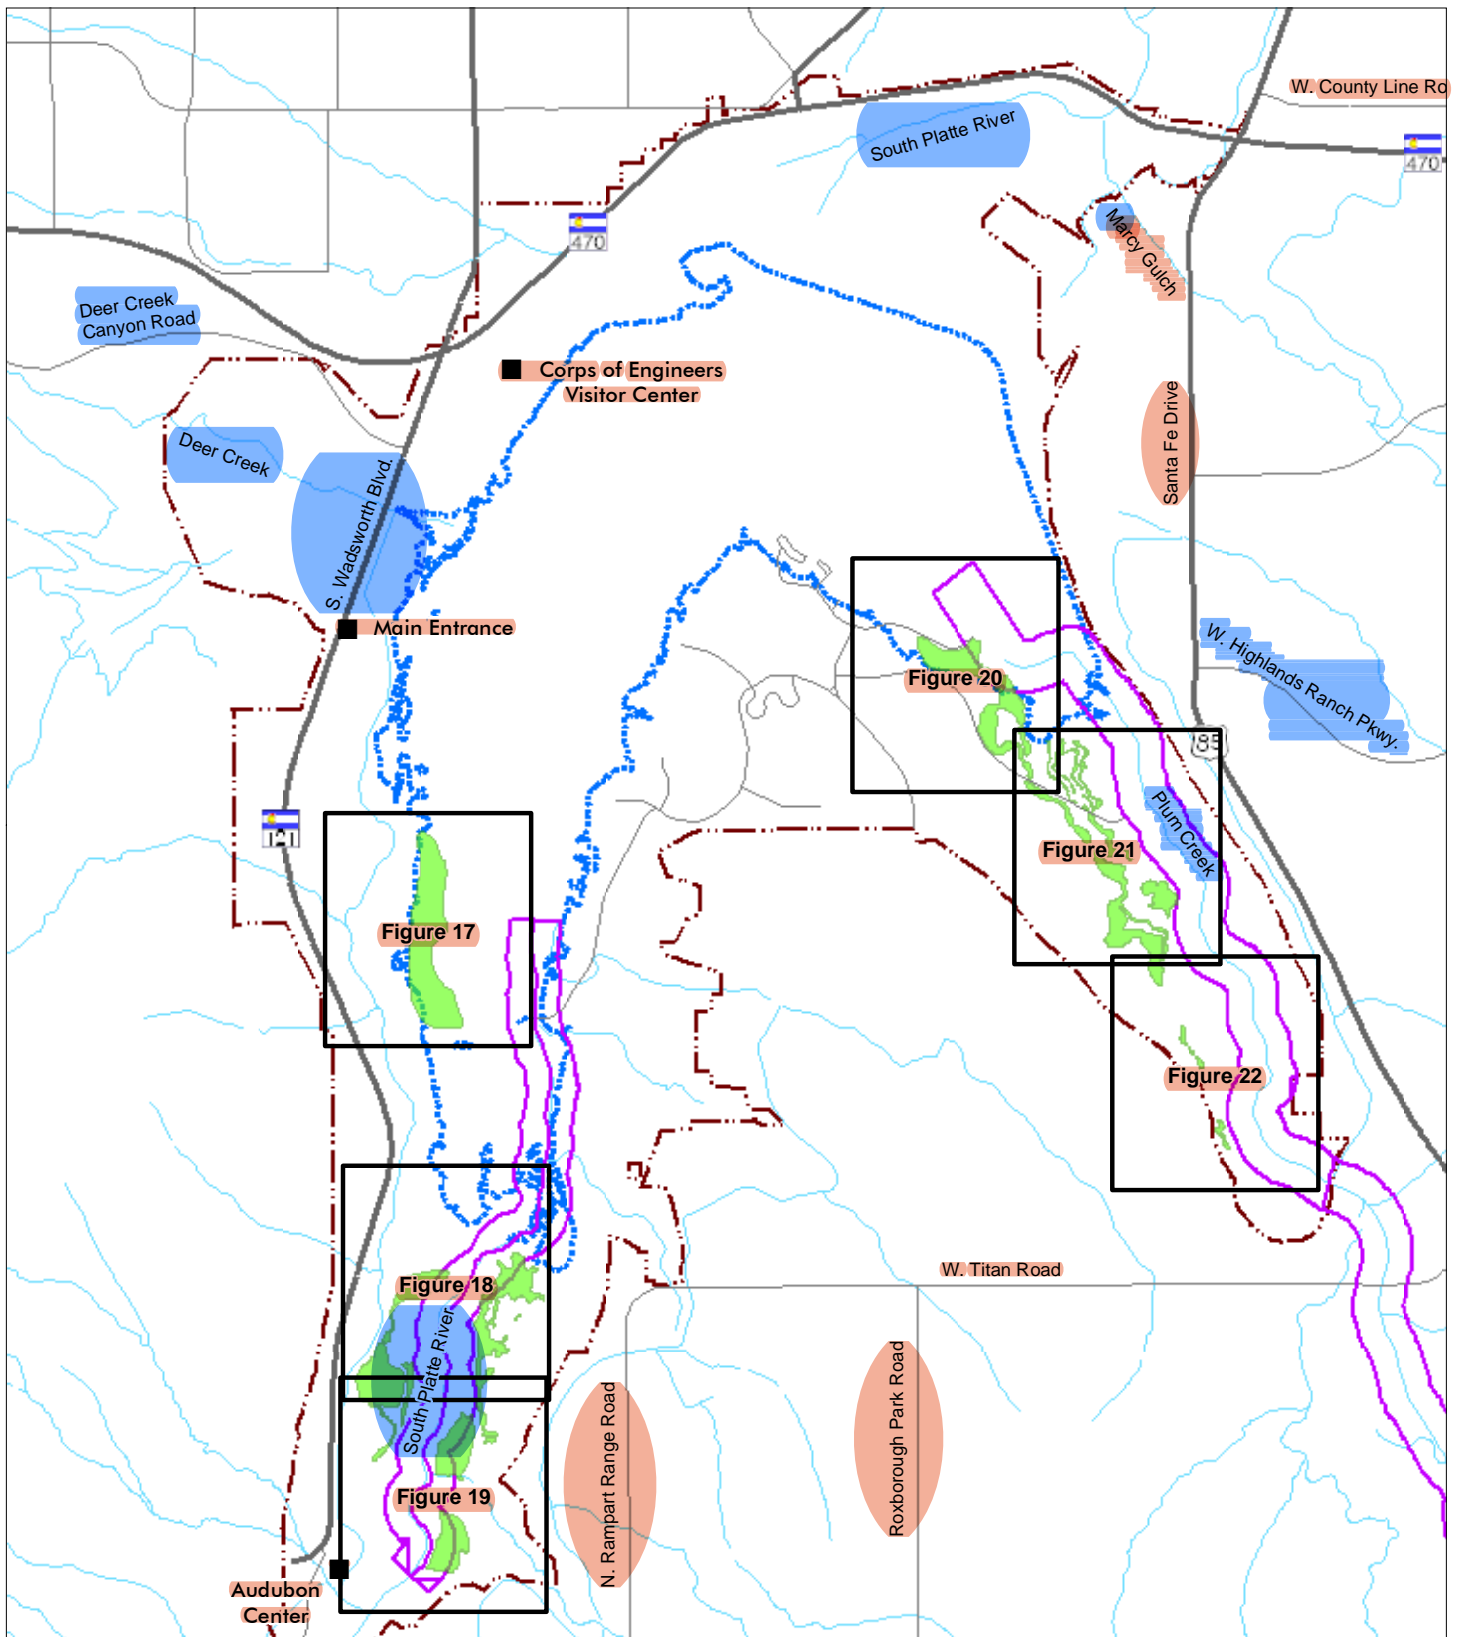 W. County Line Ro
South Platte River
470
Marcy Gulch
470
Deer Creek
Canyon Road
Corps of Engineers
Visitor Center
Santa Fe Drive
Deer Creek
S. Wadsworth Blvd.
Main Entrance
W. Highlands Ranch Pkwy.
Figure 20
85
Plum Creek
121
Figure 21
Figure 17
Figure 22
W. Titan Road
Figure 18
South Platte River
Roxborough Park Road
N. Rampart Range Road
Figure 19
Audubon
Center